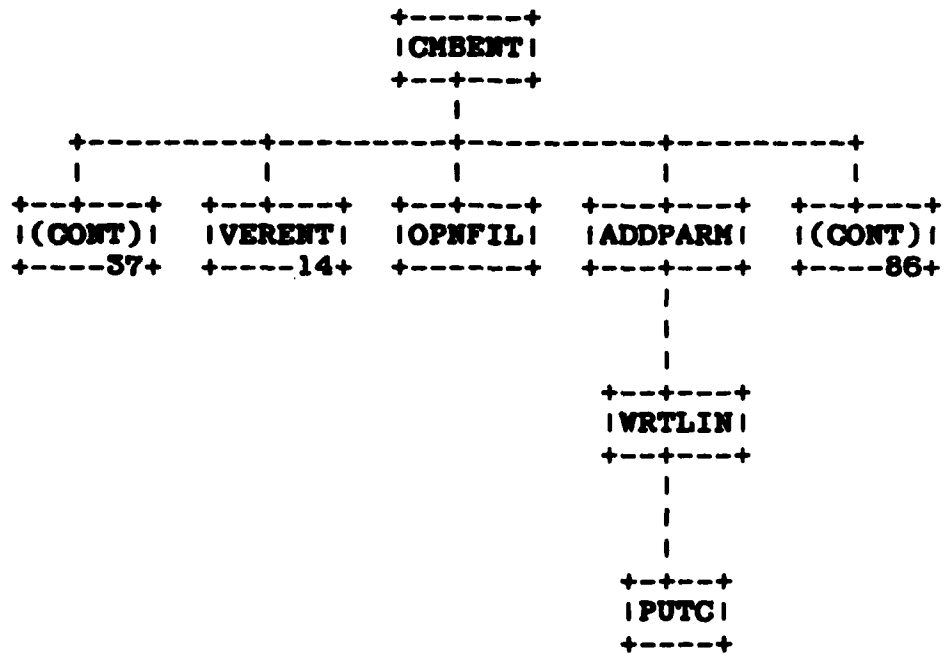 CMBENT
(CONT) VERENT OPNFIL ADDPARM (CONT)
37 14 86
WRTLIN
PUTC